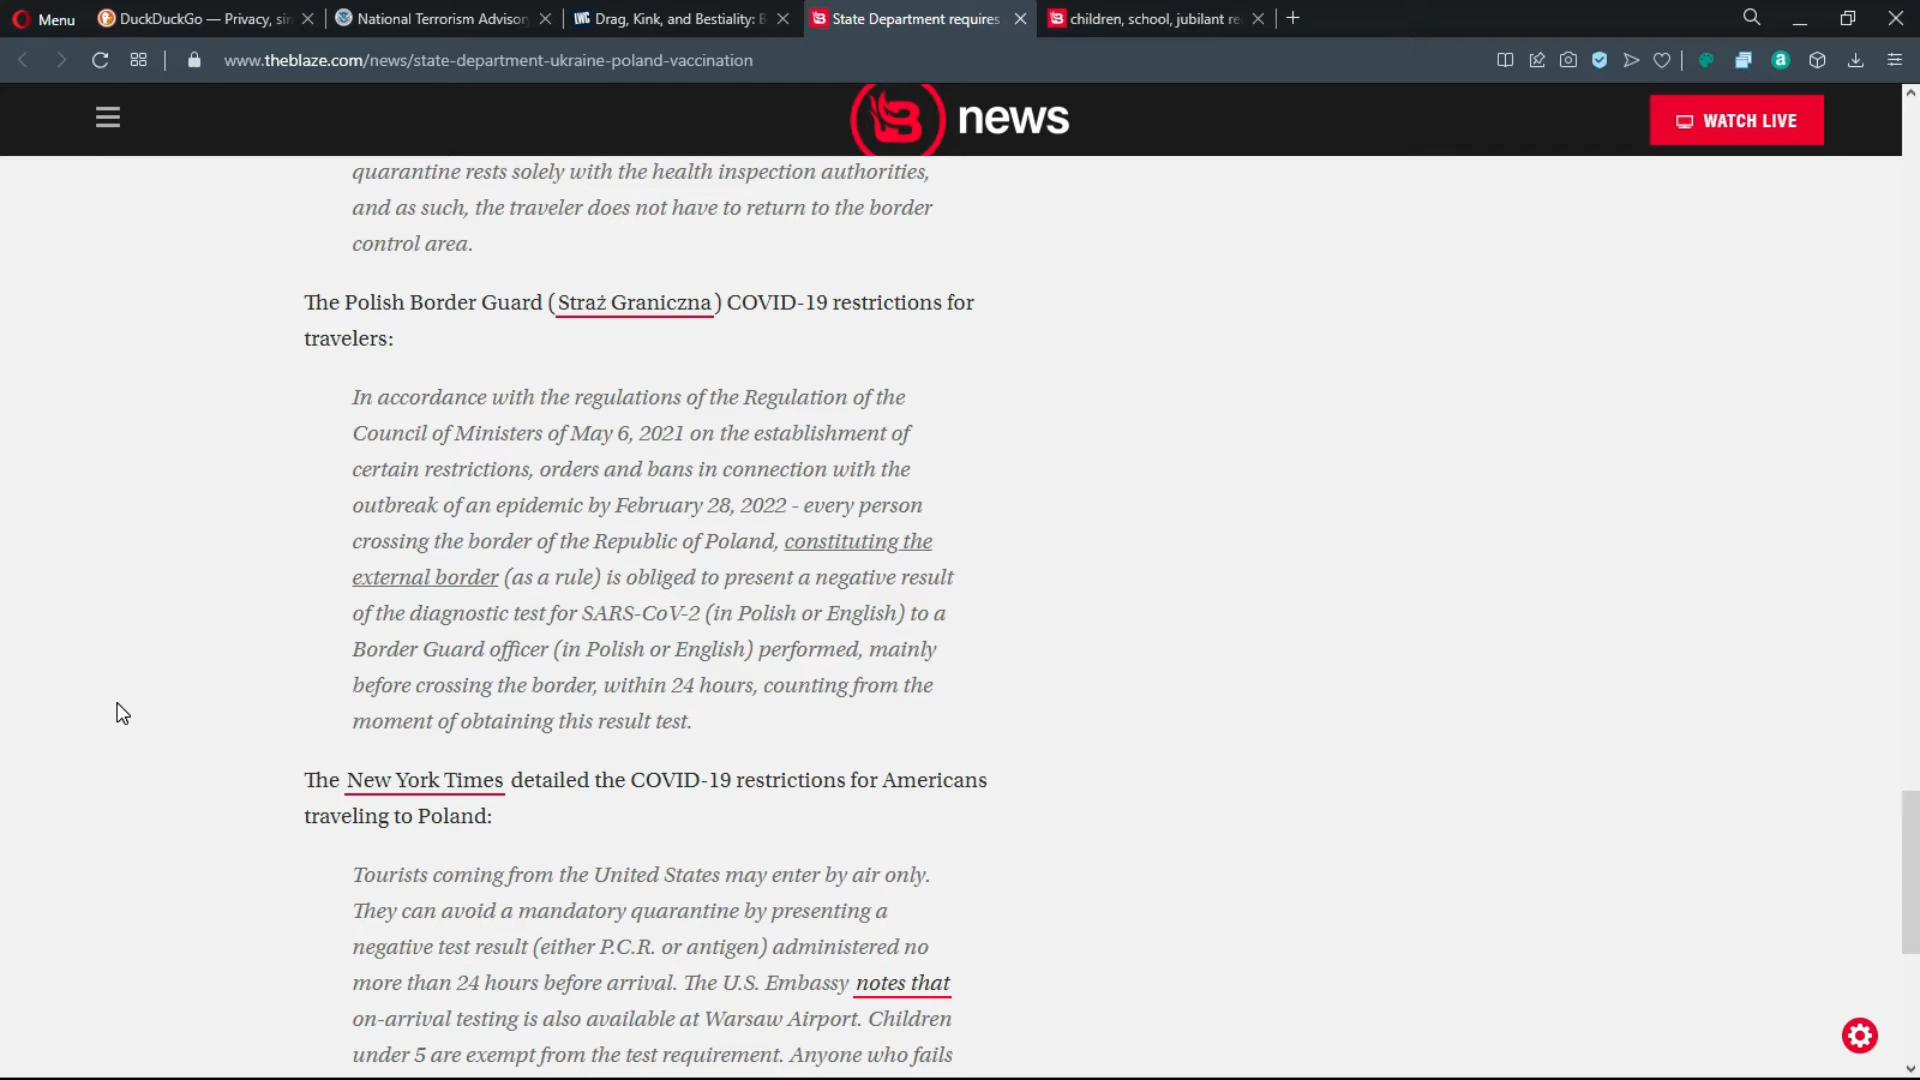 Menu
DuckDuckGo — Privacy, sin
National Terrorism Advisor
Drag, Kink, and Bestiality: B
State Department requires
children, school, jubilant re
www.theblaze.com/news/state-department-ukraine-poland-vaccination
news
WATCH LIVE
quarantine rests solely with the health inspection authorities,
and as such, the traveler does not have to return to the border
control area.
The Polish Border Guard (Straż Graniczna) COVID-19 restrictions for
travelers:
In accordance with the regulations of the Regulation of the
Council of Ministers of May 6, 2021 on the establishment of
certain restrictions, orders and bans in connection with the
outbreak of an epidemic by February 28, 2022 - every person
crossing the border of the Republic of Poland, constituting the
external border (as a rule) is obliged to present a negative result
of the diagnostic test for SARS-CoV-2 (in Polish or English) to a
Border Guard officer (in Polish or English) performed, mainly
before crossing the border, within 24 hours, counting from the
moment of obtaining this result test.
The New York Times detailed the COVID-19 restrictions for Americans
traveling to Poland:
Tourists coming from the United States may enter by air only.
They can avoid a mandatory quarantine by presenting a
negative test result (either P.C.R. or antigen) administered no
more than 24 hours before arrival. The U.S. Embassy notes that
on-arrival testing is also available at Warsaw Airport. Children
under 5 are exempt from the test requirement. Anyone who fails